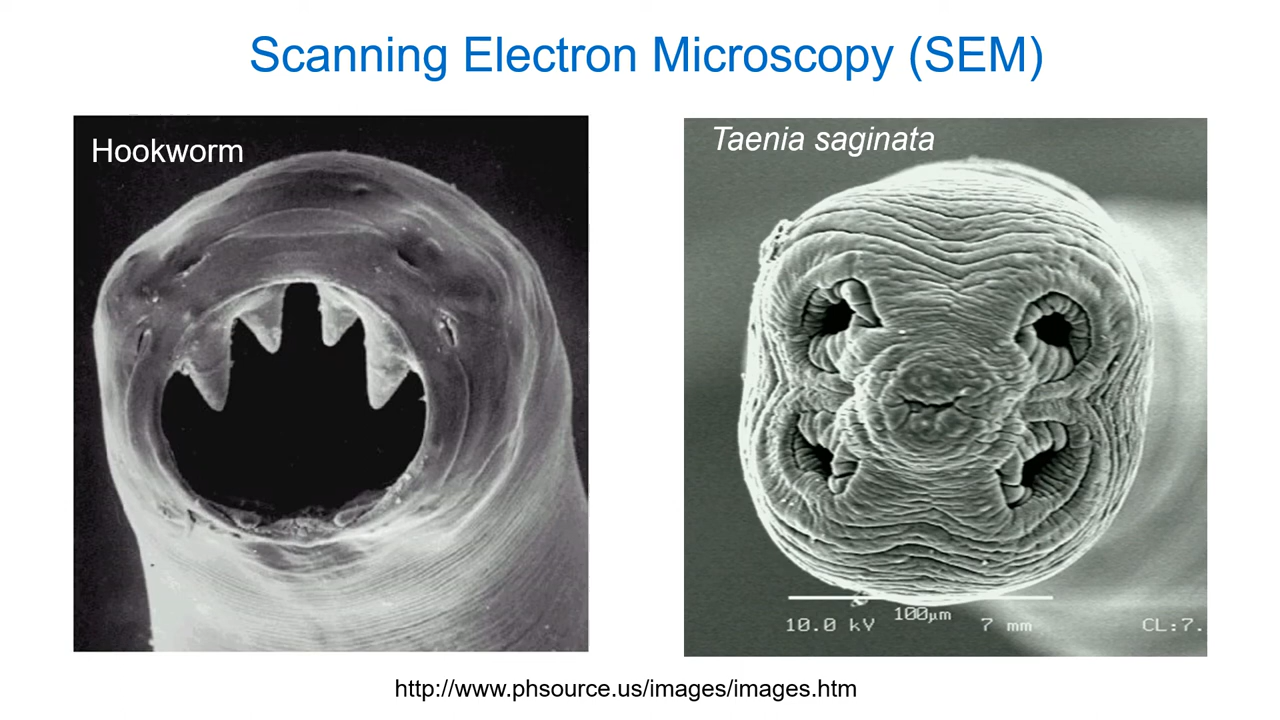 Scanning Electron Microscopy (SEM)
Hookworm
Taenia saginata
100µm
10.0 kV 7 mm CL:7.
http://www.phsource.us/images/images.htm